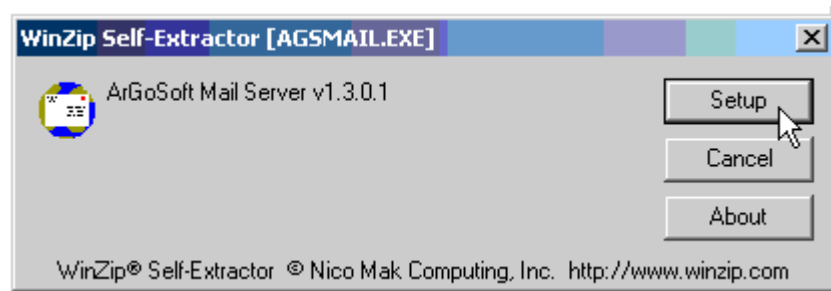 WinZip Self-Extractor [AGSMAIL.EXE]
ArGoSoft Mail Server v1.3.0.1
Setup
Cancel
About
WinZip® Self-Extractor © Nico Mak Computing, Inc. http://www.winzip.com